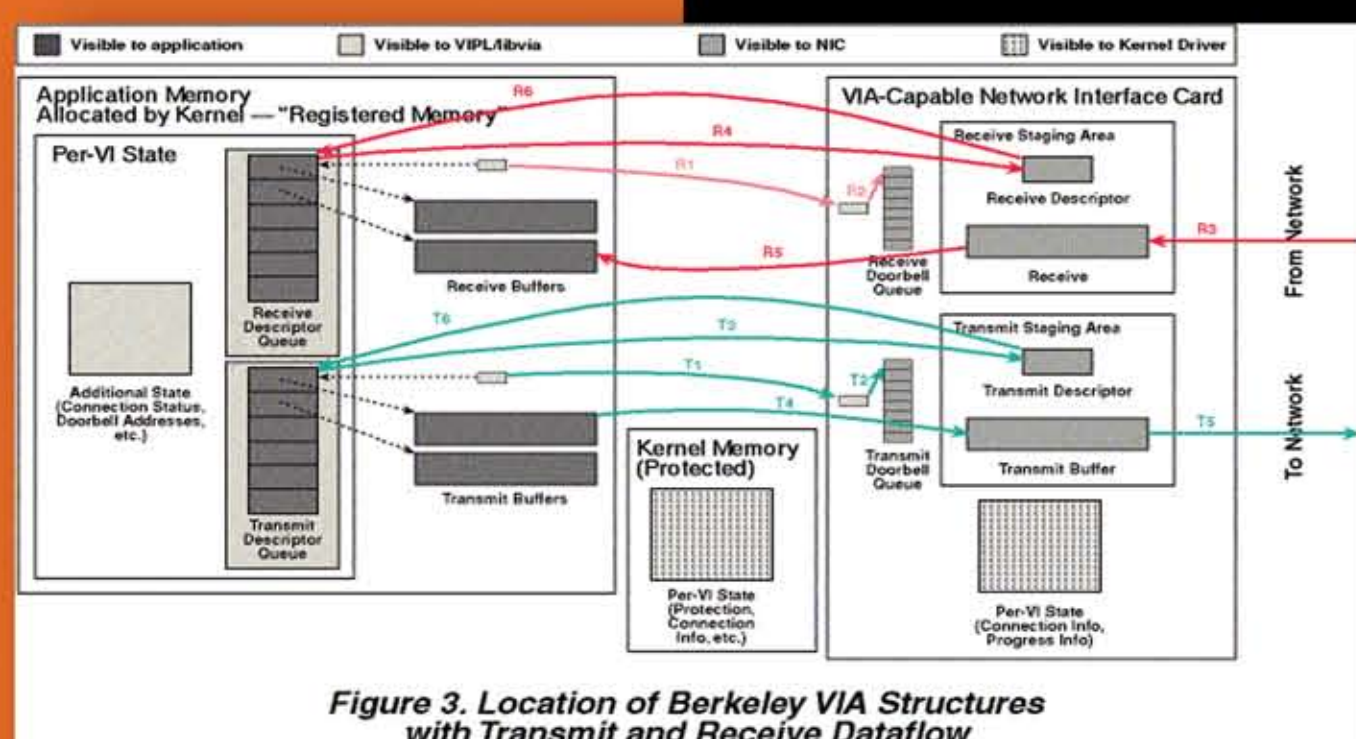 Visible to application
Visible to VIPL/libvia
Visible to NIC
Visible to Kernel Driver
Application Memory
Allocated by Kernel — "Registered Memory"
Per-VI State
Additional State
(Connection Status,
Doorbell Addresses,
etc.)
Receive
Descriptor
Queue
Receive Buffers
Transmit
Descriptor
Queue
Transmit Buffers
R6
R4
R1
R2
R5
R3
T6
T3
T1
T2
T4
T5
Kernel Memory
(Protected)
Per-VI State
(Protection,
Connection
Info, etc.)
VIA-Capable Network Interface Card
Receive Staging Area
Receive Descriptor
Receive
Receive
Doorbell
Queue
Transmit Staging Area
Transmit Descriptor
Transmit Buffer
Transmit
Doorbell
Queue
Per-VI State
(Connection Info,
Progress Info)
From Network
To Network
Figure 3. Location of Berkeley VIA Structures
with Transmit and Receive Dataflow